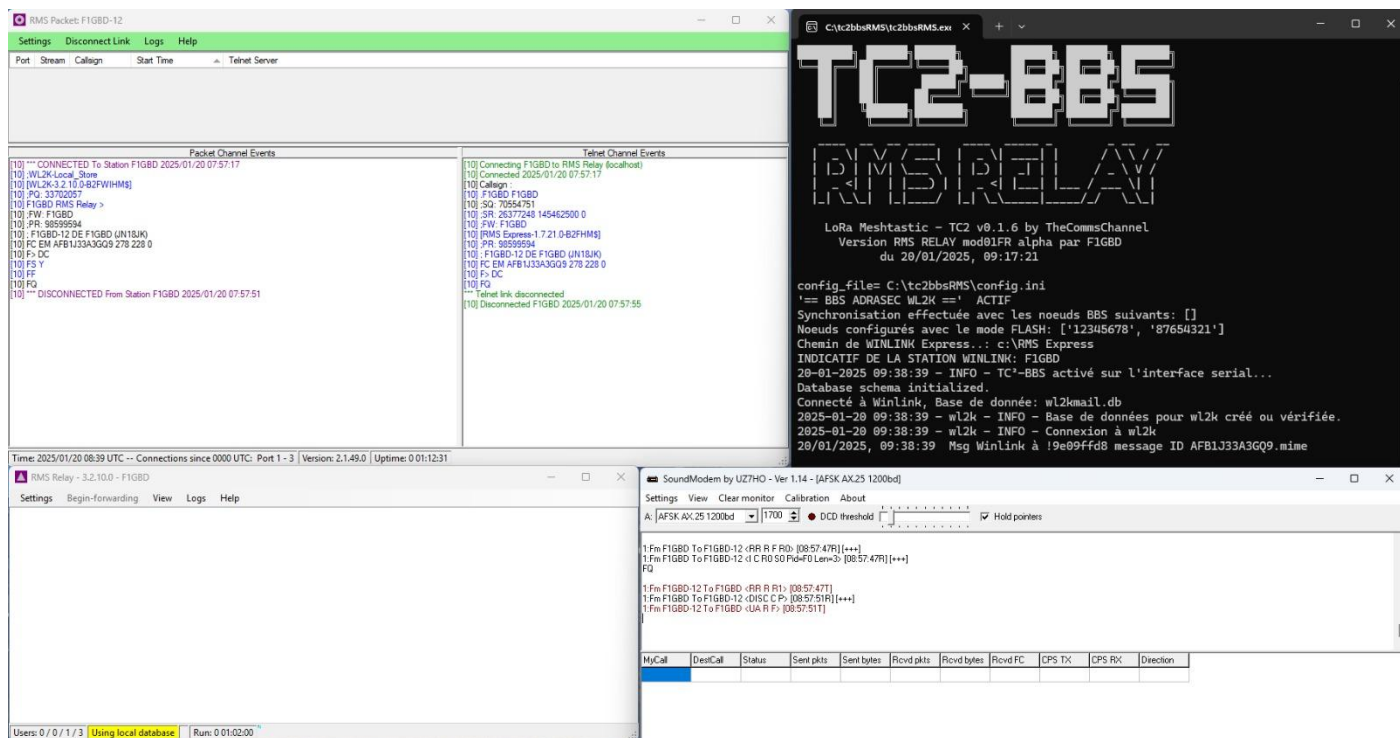 RMS Packet: F1GBD-12
Settings Disconnect Link Logs Help
Port Stream Callsign Start Time Telnet Server
Packet Channel Events
[10] *** CONNECTED To Station F1GBD 2025/01/20 07:57:17
[10] ;WL2K-Local_Store
[10] [WL2K-3.2.10.0-B2FWIHM$]
[10] ;PQ: 33702057
[10] F1GBD RMS Relay >
[10] ;FW: F1GBD
[10] ;PR: 98599594
[10] ; F1GBD-12 DE F1GBD (JN18JK)
[10] FC EM AFB1J33A3GQ9 278 228 0
[10] F> DC
[10] FS Y
[10] FF
[10] FQ
[10] *** DISCONNECTED From Station F1GBD 2025/01/20 07:57:51
Telnet Channel Events
[10] Connecting F1GBD to RMS Relay (localhost)
[10] Connected 2025/01/20 07:57:17
[10] Callsign :
[10] .F1GBD F1GBD
[10] ;SQ: 70554751
[10] ;SR: 26377248 145462500 0
[10] ;FW: F1GBD
[10] [RMS Express-1.7.21.0-B2FHM$]
[10] ;PR: 98599594
[10] ; F1GBD-12 DE F1GBD (JN18JK)
[10] FC EM AFB1J33A3GQ9 278 228 0
[10] F> DC
[10] FQ
*** Telnet link disconnected
[10] Disconnected F1GBD 2025/01/20 07:57:55
Time: 2025/01/20 08:39 UTC -- Connections since 0000 UTC: Port 1 - 3 Version: 2.1.49.0 Uptime: 0 01:12:31
C:\tc2bbsRMS\tc2bbsRMS.exe
TC2-BBS
RMS RELAY
LoRa Meshtastic - TC2 v0.1.6 by TheCommsChannel
Version RMS RELAY mod01FR alpha par F1GBD
du 20/01/2025, 09:17:21
config_file= C:\tc2bbsRMS\config.ini
'== BBS ADRASEC WL2K ==' ACTIF
Synchronisation effectuée avec les noeuds BBS suivants: []
Noeuds configurés avec le mode FLASH: ['12345678', '87654321']
Chemin de WINLINK Express..: c:\RMS Express
INDICATIF DE LA STATION WINLINK: F1GBD
20-01-2025 09:38:39 - INFO - TC²-BBS activé sur l'interface serial...
Database schema initialized.
Connecté à Winlink, Base de donnée: wl2kmail.db
2025-01-20 09:38:39 - wl2k - INFO - Base de données pour wl2k créé ou vérifiée.
2025-01-20 09:38:39 - wl2k - INFO - Connexion à wl2k
20/01/2025, 09:38:39 Msg Winlink à !9e09ffd8 message ID AFB1J33A3GQ9.mime
RMS Relay - 3.2.10.0 - F1GBD
Settings Begin-forwarding View Logs Help
Users: 0 / 0 / 1 / 3 Using local database Run: 0 01:02:00
SoundModem by UZ7HO - Ver 1.14 - [AFSK AX.25 1200bd]
Settings View Clear monitor Calibration About
A: AFSK AX.25 1200bd 1700 DCD threshold Hold pointers
1:Fm F1GBD To F1GBD-12 <RR R F R0> [08:57:47R] [+++]
1:Fm F1GBD To F1GBD-12 <I C R0 S0 Pid=F0 Len=3> [08:57:47R] [+++]
FQ
1:Fm F1GBD-12 To F1GBD <RR R R1> [08:57:47T]
1:Fm F1GBD To F1GBD-12 <DISC C P> [08:57:51R] [+++]
1:Fm F1GBD-12 To F1GBD <UA R F> [08:57:51T]
MyCall DestCall Status Sent pkts Sent bytes Rcvd pkts Rcvd bytes Rcvd FC CPS TX CPS RX Direction